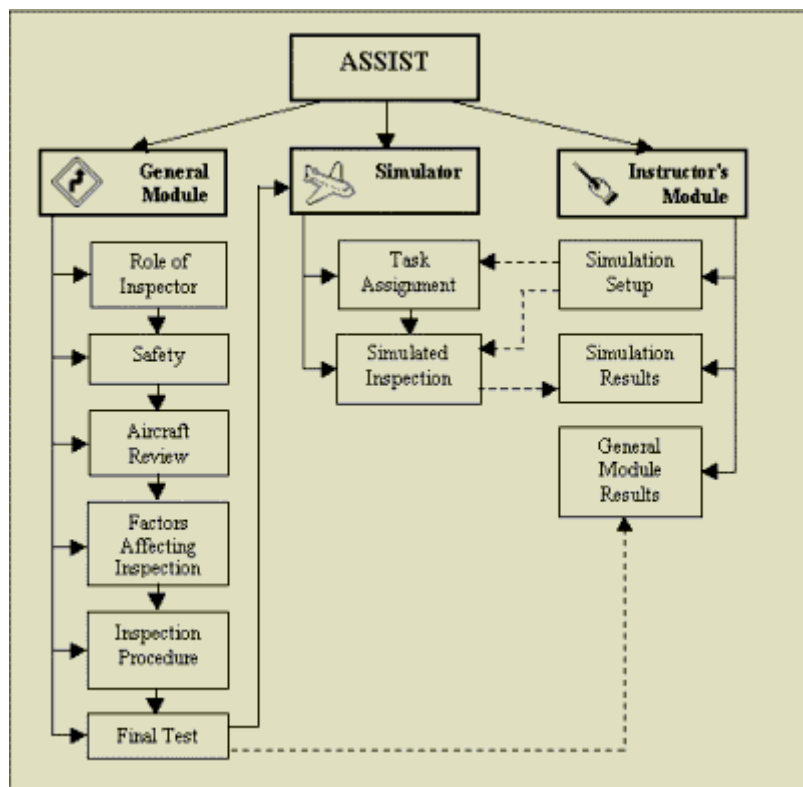 ASSIST
General
Module
Simulator
Instructor's
Module
Role of
Inspector
Safety
Aircraft
Review
Factors
Affecting
Inspection
Inspection
Procedure
Final Test
Task
Assignment
Simulated
Inspection
Simulation
Setup
Simulation
Results
General
Module
Results